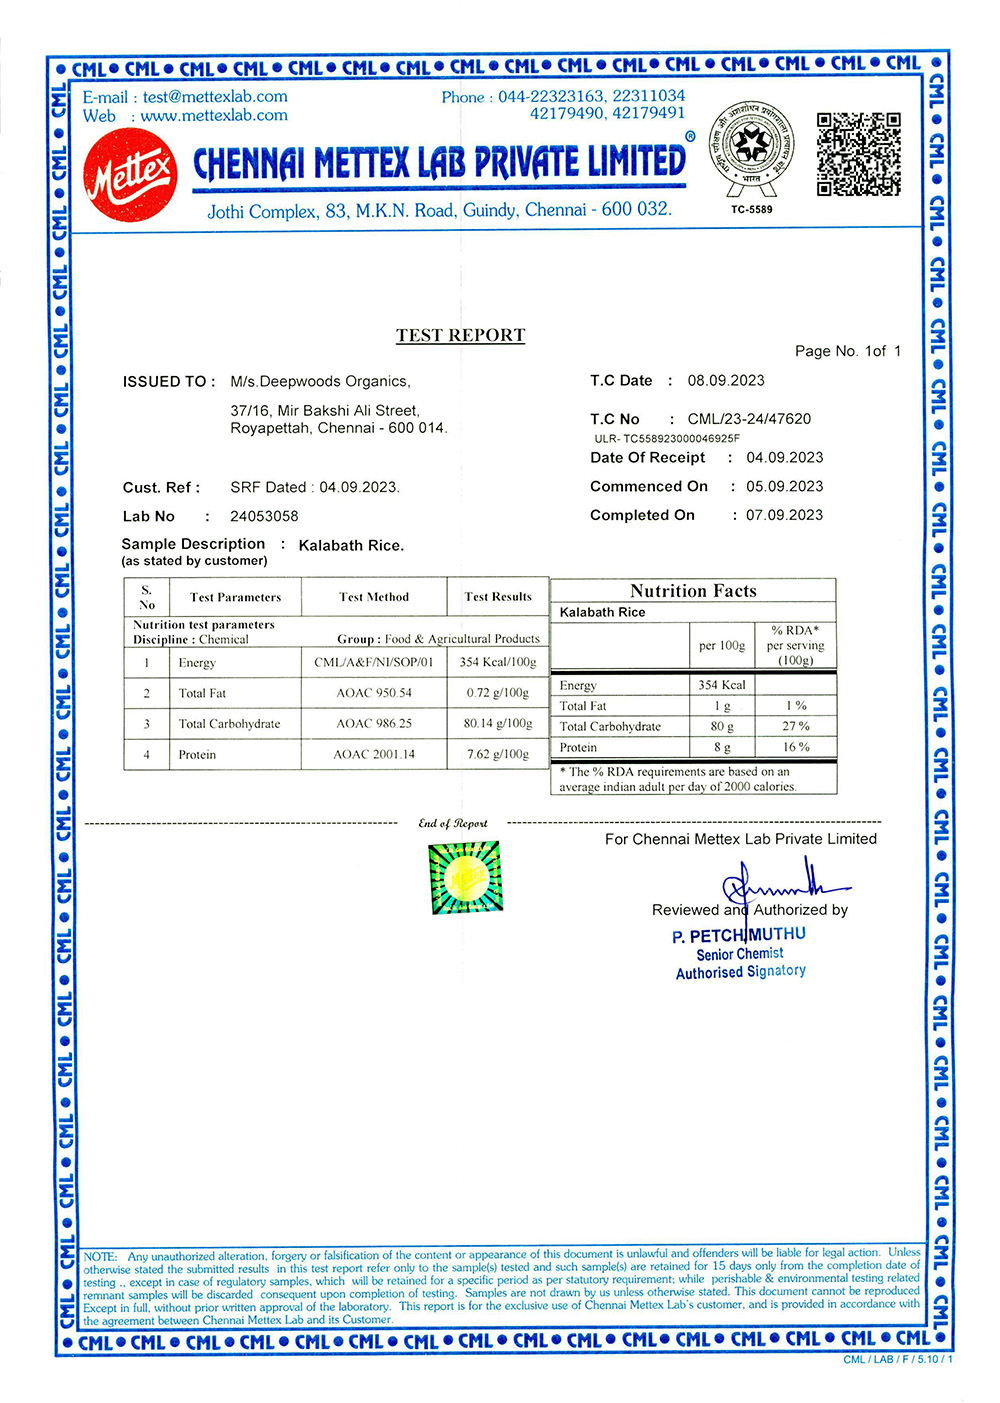 CML CML CML CML CML CML CML CML CML CML CML CML CML CML CML CML
E-mail : test@mettexlab.com
Web : www.mettexlab.com
Phone : 044-22323163, 22311034
42179490, 42179491
Mettex
CHENNAI METTEX LAB PRIVATE LIMITED®
Jothi Complex, 83, M.K.N. Road, Guindy, Chennai - 600 032.
भारत
TC-5589
TEST REPORT
Page No. 1of 1
ISSUED TO : M/s.Deepwoods Organics,
37/16, Mir Bakshi Ali Street,
Royapettah, Chennai - 600 014.
T.C Date : 08.09.2023
T.C No : CML/23-24/47620
ULR- TC558923000046925F
Date Of Receipt : 04.09.2023
Cust. Ref : SRF Dated : 04.09.2023.
Commenced On : 05.09.2023
Lab No : 24053058
Completed On : 07.09.2023
Sample Description : Kalabath Rice.
(as stated by customer)
S. No Test Parameters Test Method Test Results
Nutrition test parameters
Discipline : Chemical Group : Food & Agricultural Products
1 Energy CML/A&F/NI/SOP/01 354 Kcal/100g
2 Total Fat AOAC 950.54 0.72 g/100g
3 Total Carbohydrate AOAC 986.25 80.14 g/100g
4 Protein AOAC 2001.14 7.62 g/100g
Nutrition Facts
Kalabath Rice
per 100g % RDA* per serving (100g)
Energy 354 Kcal
Total Fat 1 g 1 %
Total Carbohydrate 80 g 27 %
Protein 8 g 16 %
* The % RDA requirements are based on an
average indian adult per day of 2000 calories.
End of Report
For Chennai Mettex Lab Private Limited
Reviewed and Authorized by
P. PETCHIMUTHU
Senior Chemist
Authorised Signatory
NOTE: Any unauthorized alteration, forgery or falsification of the content or appearance of this document is unlawful and offenders will be liable for legal action. Unless
otherwise stated the submitted results in this test report refer only to the sample(s) tested and such sample(s) are retained for 15 days only from the completion date of
testing ., except in case of regulatory samples, which will be retained for a specific period as per statutory requirement; while perishable & environmental testing related
remnant samples will be discarded consequent upon completion of testing. Samples are not drawn by us unless otherwise stated. This document cannot be reproduced
Except in full, without prior written approval of the laboratory. This report is for the exclusive use of Chennai Mettex Lab's customer, and is provided in accordance with
the agreement between Chennai Mettex Lab and its Customer.
CML CML CML CML CML CML CML CML CML CML CML CML CML CML CML CML
CML / LAB / F / 5.10 / 1